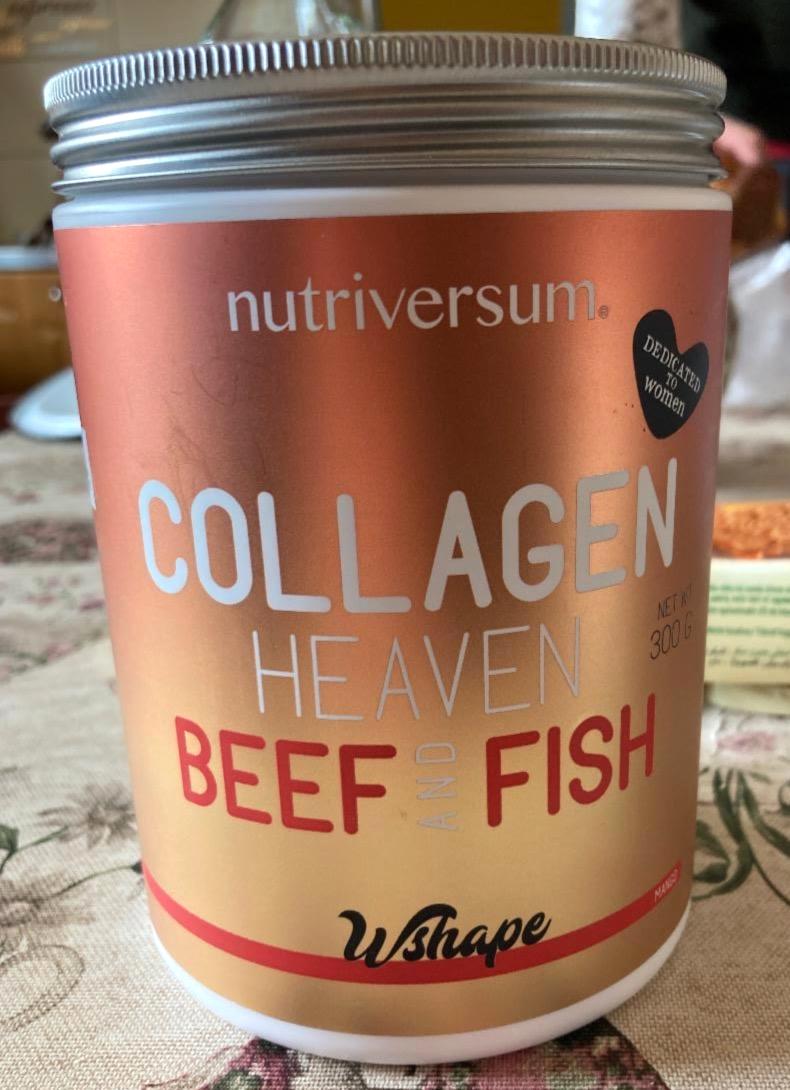 nutriversum®
DEDICATED
TO
women
COLLAGEN
HEAVEN
NET WT
300 G
BEEF AND FISH
MANGO
Wshape